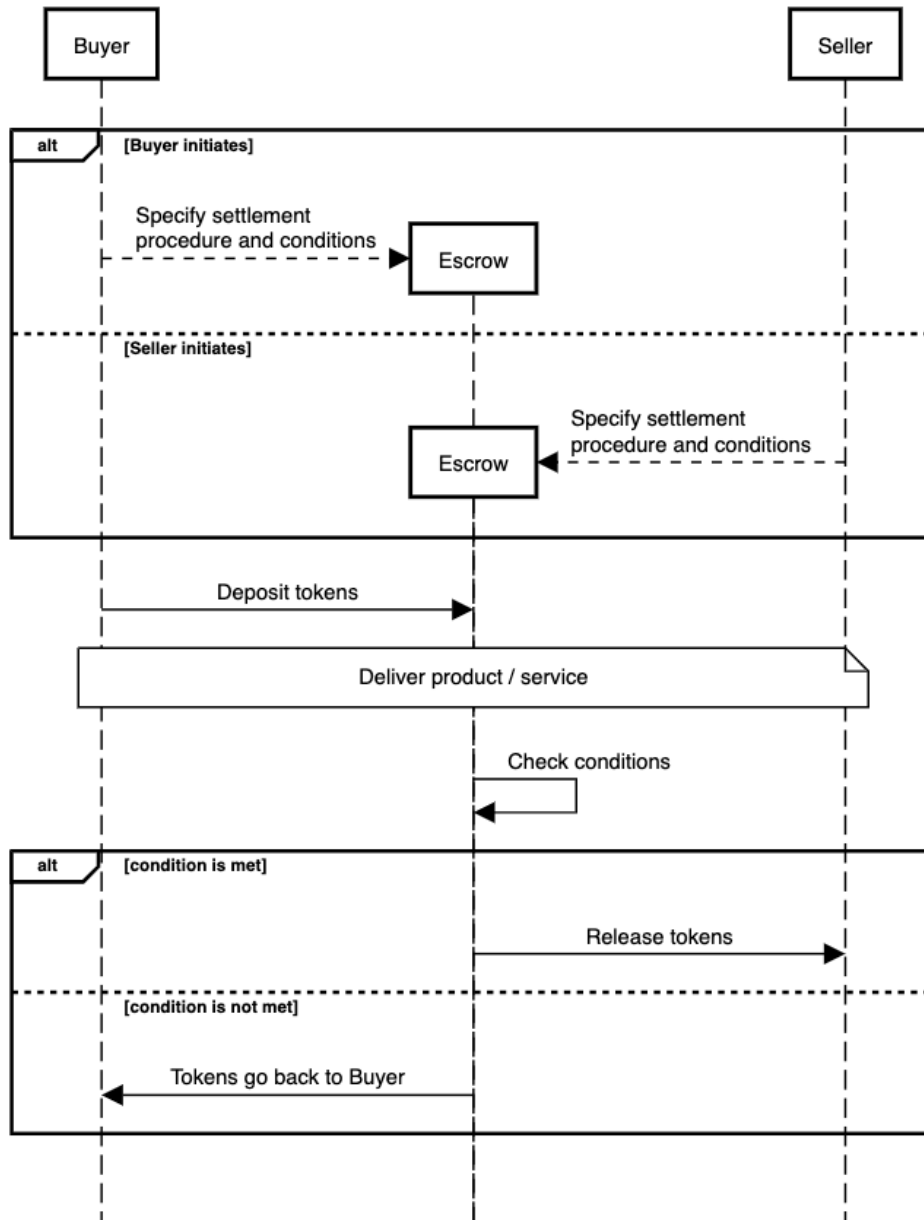 Buyer
Seller
alt
[Buyer initiates]
Specify settlement
procedure and conditions
Escrow
[Seller initiates]
Specify settlement
procedure and conditions
Escrow
Deposit tokens
Deliver product / service
Check conditions
alt
[condition is met]
Release tokens
[condition is not met]
Tokens go back to Buyer